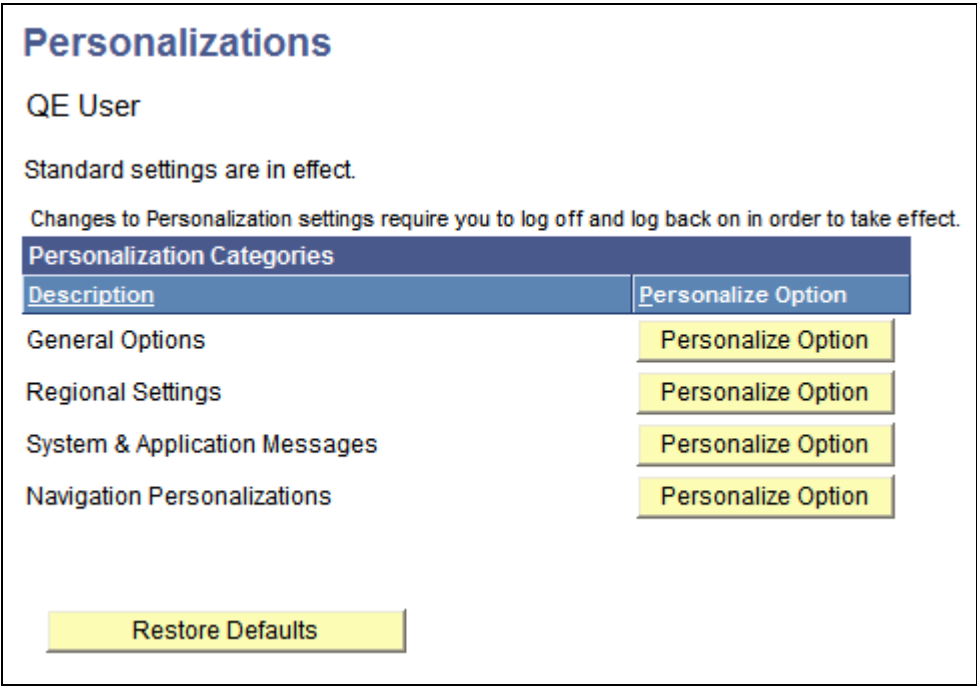 Personalizations
QE User
Standard settings are in effect.
Changes to Personalization settings require you to log off and log back on in order to take effect.
Personalization Categories
Description Personalize Option
General Options Personalize Option
Regional Settings Personalize Option
System & Application Messages Personalize Option
Navigation Personalizations Personalize Option
Restore Defaults